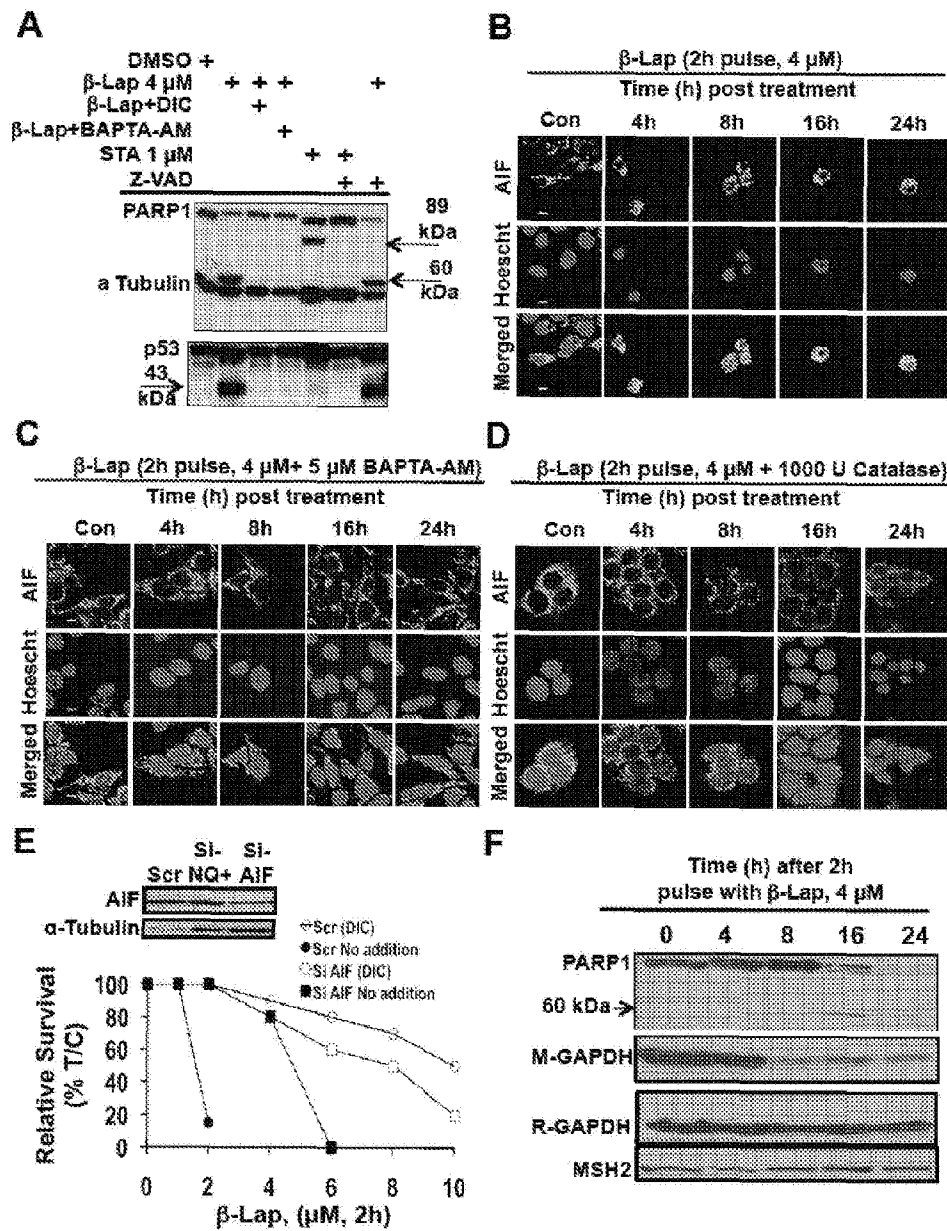 A
DMSO +
β-Lap 4 µM + + + +
β-Lap+DIC +
β-Lap+BAPTA-AM +
STA 1 µM + +
Z-VAD + +
PARP1
89
kDa
a Tubulin
60
kDa
p53
43
kDa
B
β-Lap (2h pulse, 4 µM)
Time (h) post treatment
Con 4h 8h 16h 24h
AIF
Hoescht
Merged
C
β-Lap (2h pulse, 4 µM+ 5 µM BAPTA-AM)
Time (h) post treatment
Con 4h 8h 16h 24h
AIF
Hoescht
Merged
D
β-Lap (2h pulse, 4 µM + 1000 U Catalase)
Time (h) post treatment
Con 4h 8h 16h 24h
AIF
Hoescht
Merged
E
Scr Si-NQ+ Si-AIF
AIF
α-Tubulin
Scr (DIC)
Scr No addition
Si AIF (DIC)
Si AIF No addition
Relative Survival
(% T/C)
100
80
60
40
20
0
0 2 4 6 8 10
β-Lap, (µM, 2h)
F
Time (h) after 2h
pulse with β-Lap, 4 µM
0 4 8 16 24
PARP1
60 kDa
M-GAPDH
R-GAPDH
MSH2